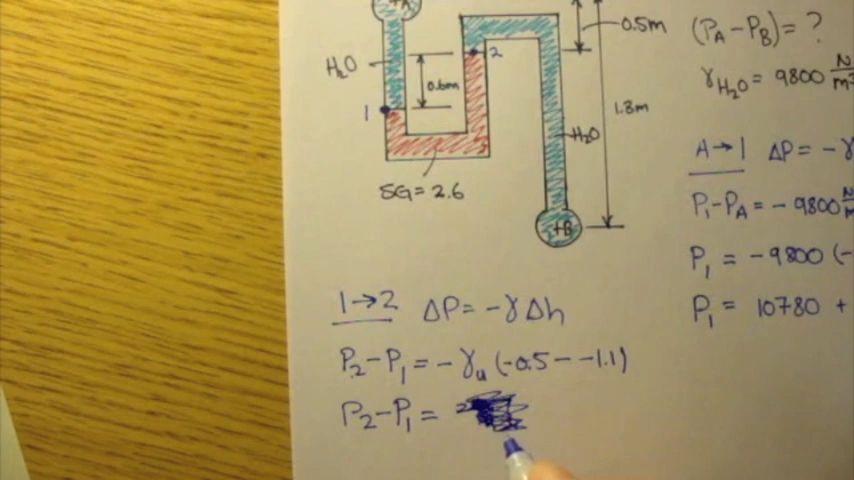 +A
0.5m
(PA-PB) = ?
H2O
2
0.6m
γH2O = 9800 N/m³
1
1.8m
H2O
A→1 ΔP = -γ
SG = 2.6
P1-PA = -9800 N/m
+B
P1 = -9800 (-
1→2 ΔP = -γΔh
P1 = 10780 +
P2-P1 = -γu (-0.5--1.1)
P2-P1 =